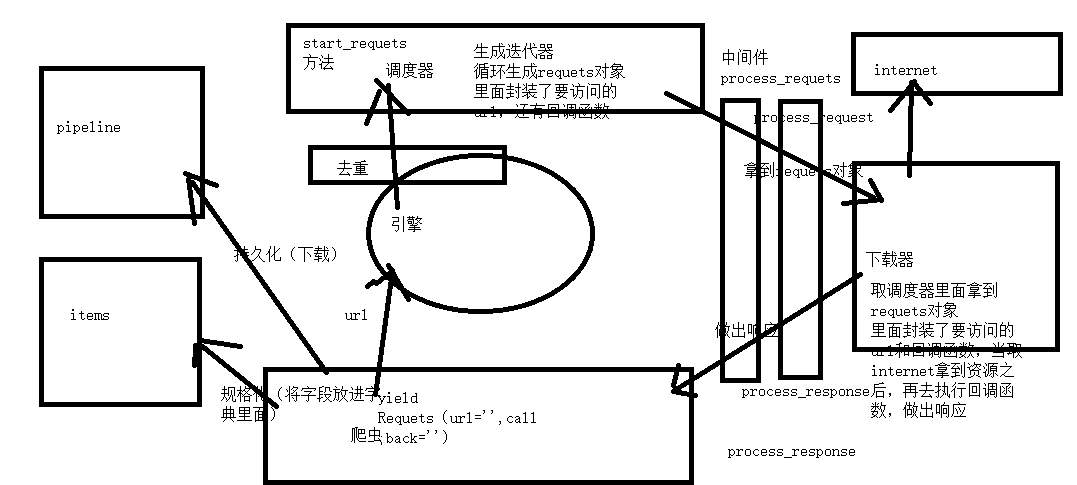 start_requets
方法
调度器
生成迭代器
循环生成requets对象
里面封装了要访问的
url，还有回调函数
中间件
process_requets
internet
pipeline
process_request
去重
拿到requets对象
引擎
持久化（下载）
下载器
items
url
取调度器里面拿到
requets对象
里面封装了要访问的
url和回调函数，当取
internet拿到资源之
后，再去执行回调函
数，做出响应
做出响应
规格化（将字段放进字
典里面）
yield
Requets（url='',call
back=''）
爬虫
process_response
process_response